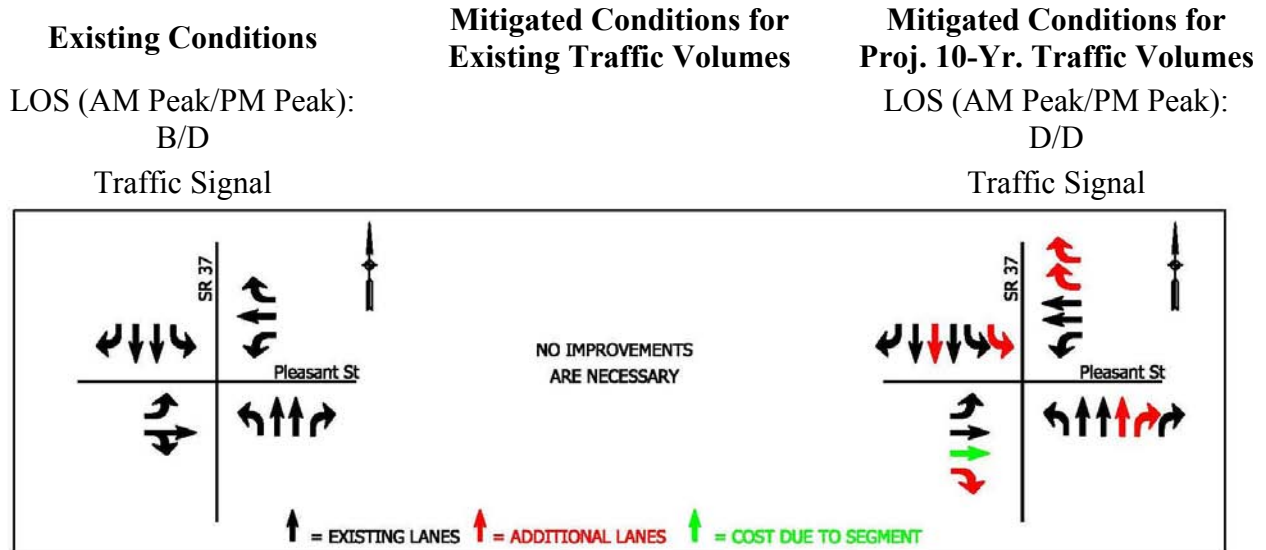 Existing Conditions
LOS (AM Peak/PM Peak):
B/D
Traffic Signal
Mitigated Conditions for
Existing Traffic Volumes
Mitigated Conditions for
Proj. 10-Yr. Traffic Volumes
LOS (AM Peak/PM Peak):
D/D
Traffic Signal
SR 37
Pleasant St
NO IMPROVEMENTS
ARE NECESSARY
SR 37
Pleasant St
= EXISTING LANES
= ADDITIONAL LANES
= COST DUE TO SEGMENT